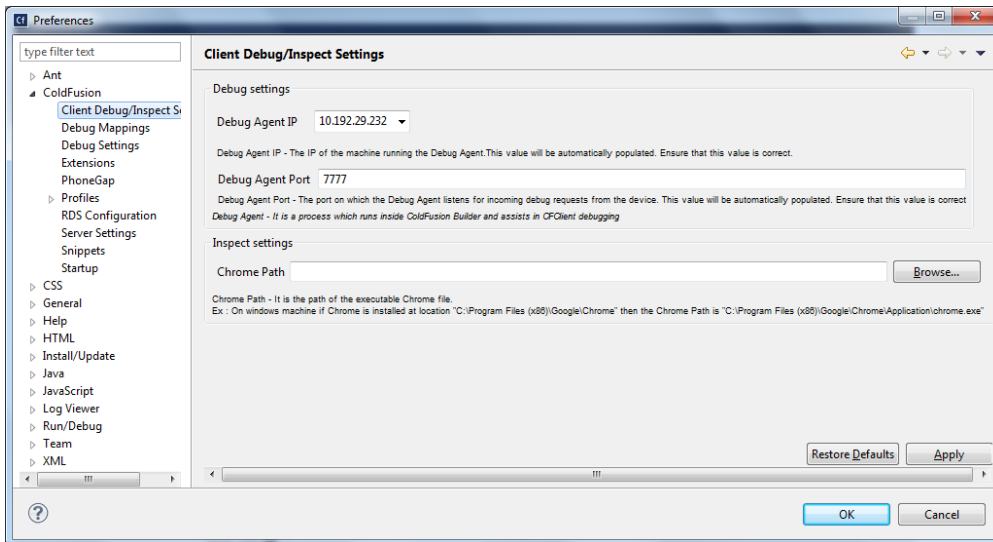 Cf Preferences
type filter text
Ant
ColdFusion
Client Debug/Inspect Se
Debug Mappings
Debug Settings
Extensions
PhoneGap
Profiles
RDS Configuration
Server Settings
Snippets
Startup
CSS
General
Help
HTML
Install/Update
Java
JavaScript
Log Viewer
Run/Debug
Team
XML
Client Debug/Inspect Settings
Debug settings
Debug Agent IP 10.192.29.232
Debug Agent IP - The IP of the machine running the Debug Agent.This value will be automatically populated. Ensure that this value is correct.
Debug Agent Port 7777
Debug Agent Port - The port on which the Debug Agent listens for incoming debug requests from the device. This value will be automatically populated. Ensure that this value is correct
Debug Agent - It is a process which runs inside ColdFusion Builder and assists in CFClient debugging
Inspect settings
Chrome Path Browse...
Chrome Path - It is the path of the executable Chrome file.
Ex : On windows machine if Chrome is installed at location "C:\Program Files (x86)\Google\Chrome" then the Chrome Path is "C:\Program Files (x86)\Google\Chrome\Application\chrome.exe"
Restore Defaults Apply
? OK Cancel